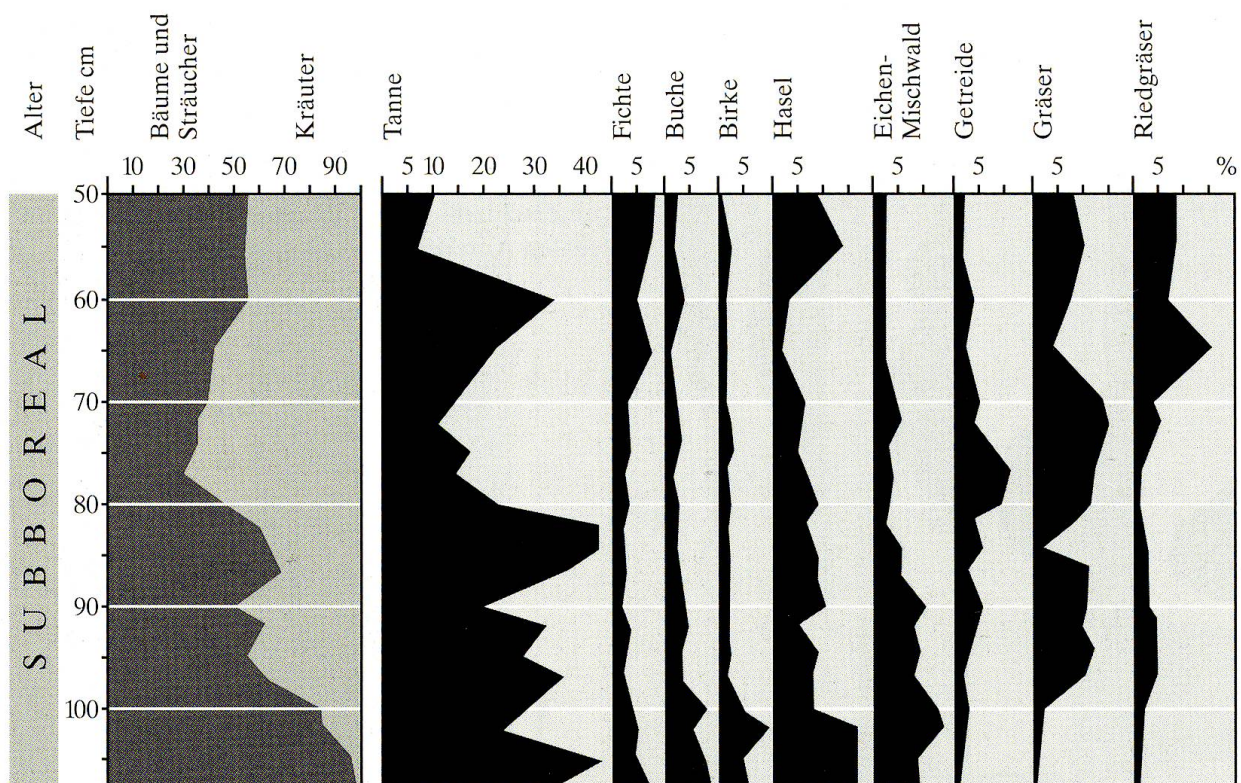 Alter
Tiefe cm
Bäume und
Sträucher
Kräuter
Tanne
Fichte
Buche
Birke
Hasel
Eichen-
Mischwald
Getreide
Gräser
Riedgräser
10 30 50 70 90 5 10 20 30 40 5 5 5 5 5 5 5 5 %
50
60
70
80
90
100
SUBBOREAL